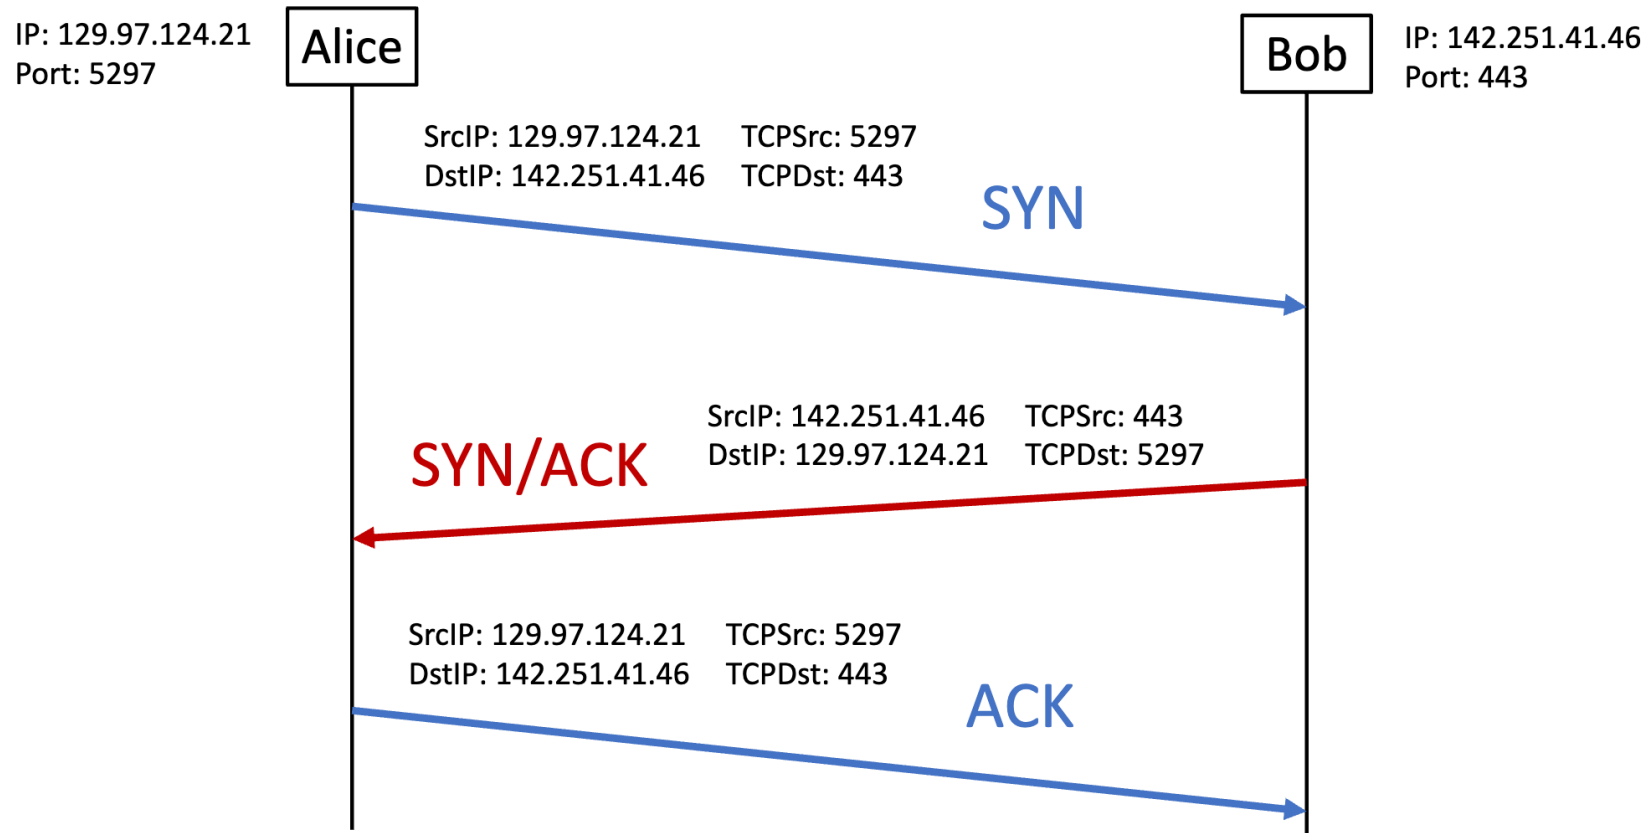 IP: 129.97.124.21
Port: 5297
Alice
Bob
IP: 142.251.41.46
Port: 443
SrcIP: 129.97.124.21 TCPSrc: 5297
DstIP: 142.251.41.46 TCPDst: 443
SYN
SrcIP: 142.251.41.46 TCPSrc: 443
DstIP: 129.97.124.21 TCPDst: 5297
SYN/ACK
SrcIP: 129.97.124.21 TCPSrc: 5297
DstIP: 142.251.41.46 TCPDst: 443
ACK